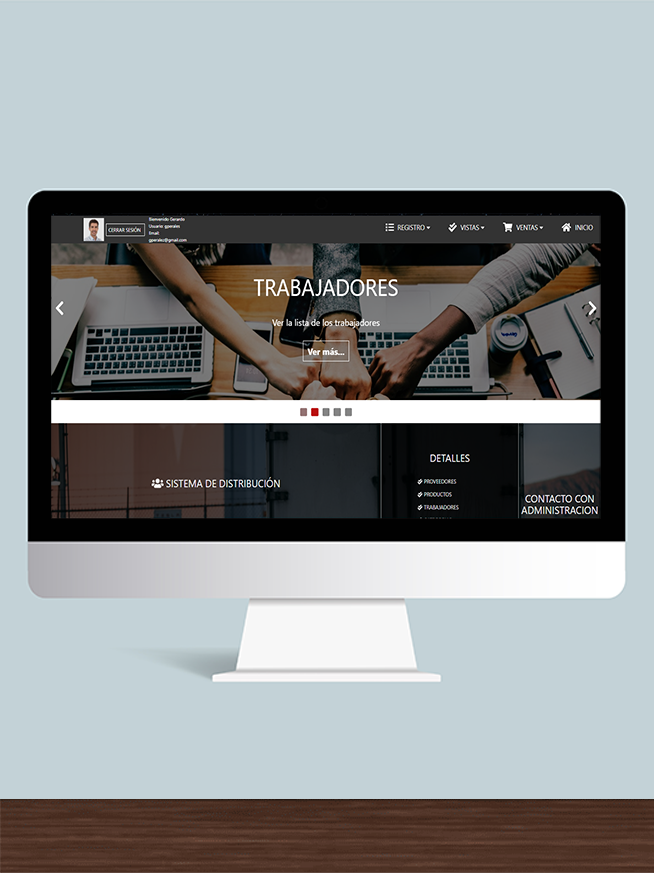 CERRAR SESIÓN
Bienvenido Gerardo
Usuario: gperales
Email:
gperalez@gmail.com
REGISTRO
VISTAS
VENTAS
INICIO
TRABAJADORES
Ver la lista de los trabajadores
Ver más...
SISTEMA DE DISTRIBUCIÓN
DETALLES
PROVEEDORES
PRODUCTOS
TRABAJADORES
CONTACTO CON
ADMINISTRACION